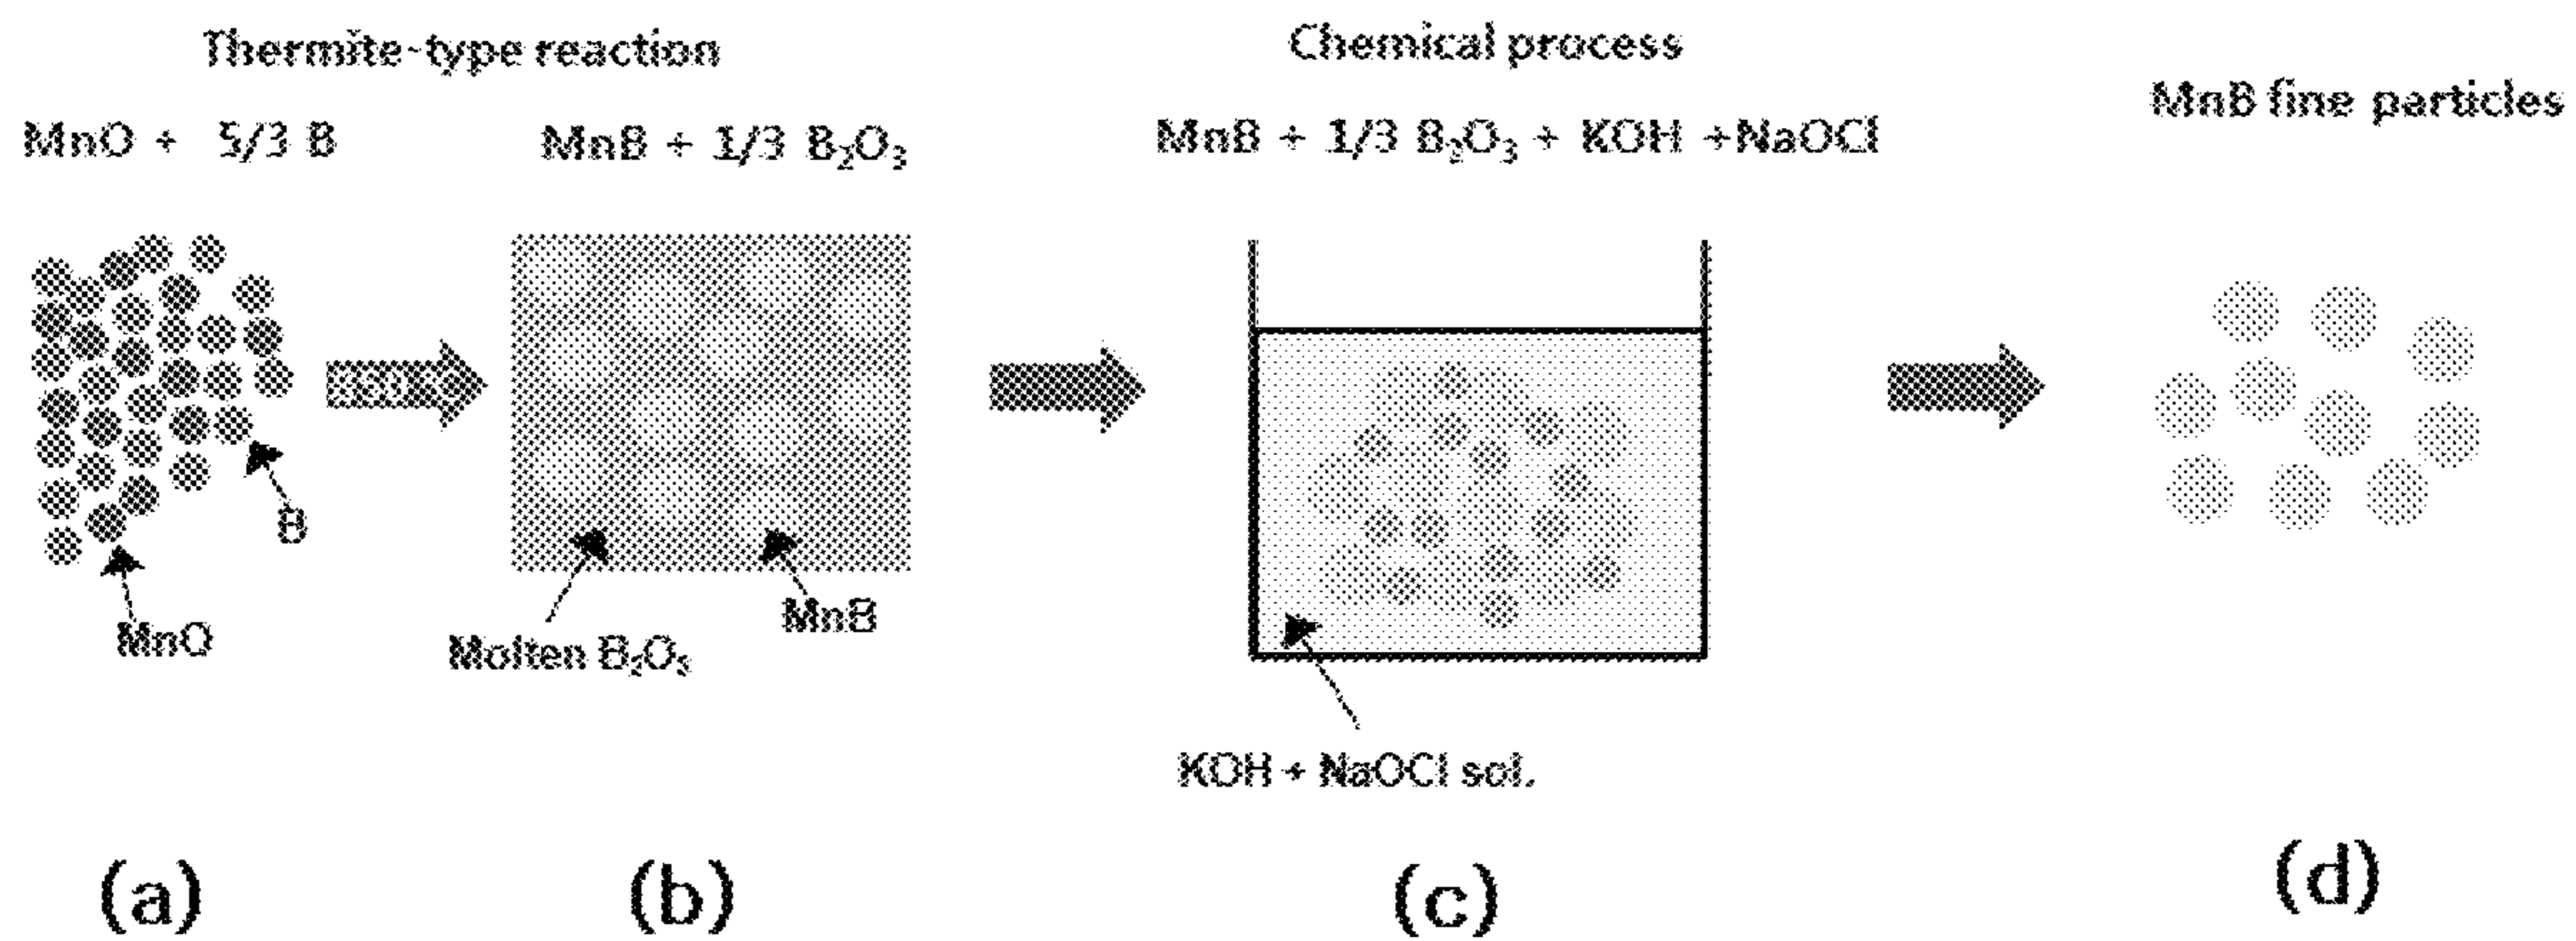 Thermite-type reaction
Chemical process
MnB fine particles
MnO + 5/3 B
MnB + 1/3 B₂O₃
MnB + 1/3 B₂O₃ + KOH +NaOCl
B
MnO
Molten B₂O₃
MnB
KOH + NaOCl sol.
(a)
(b)
(c)
(d)